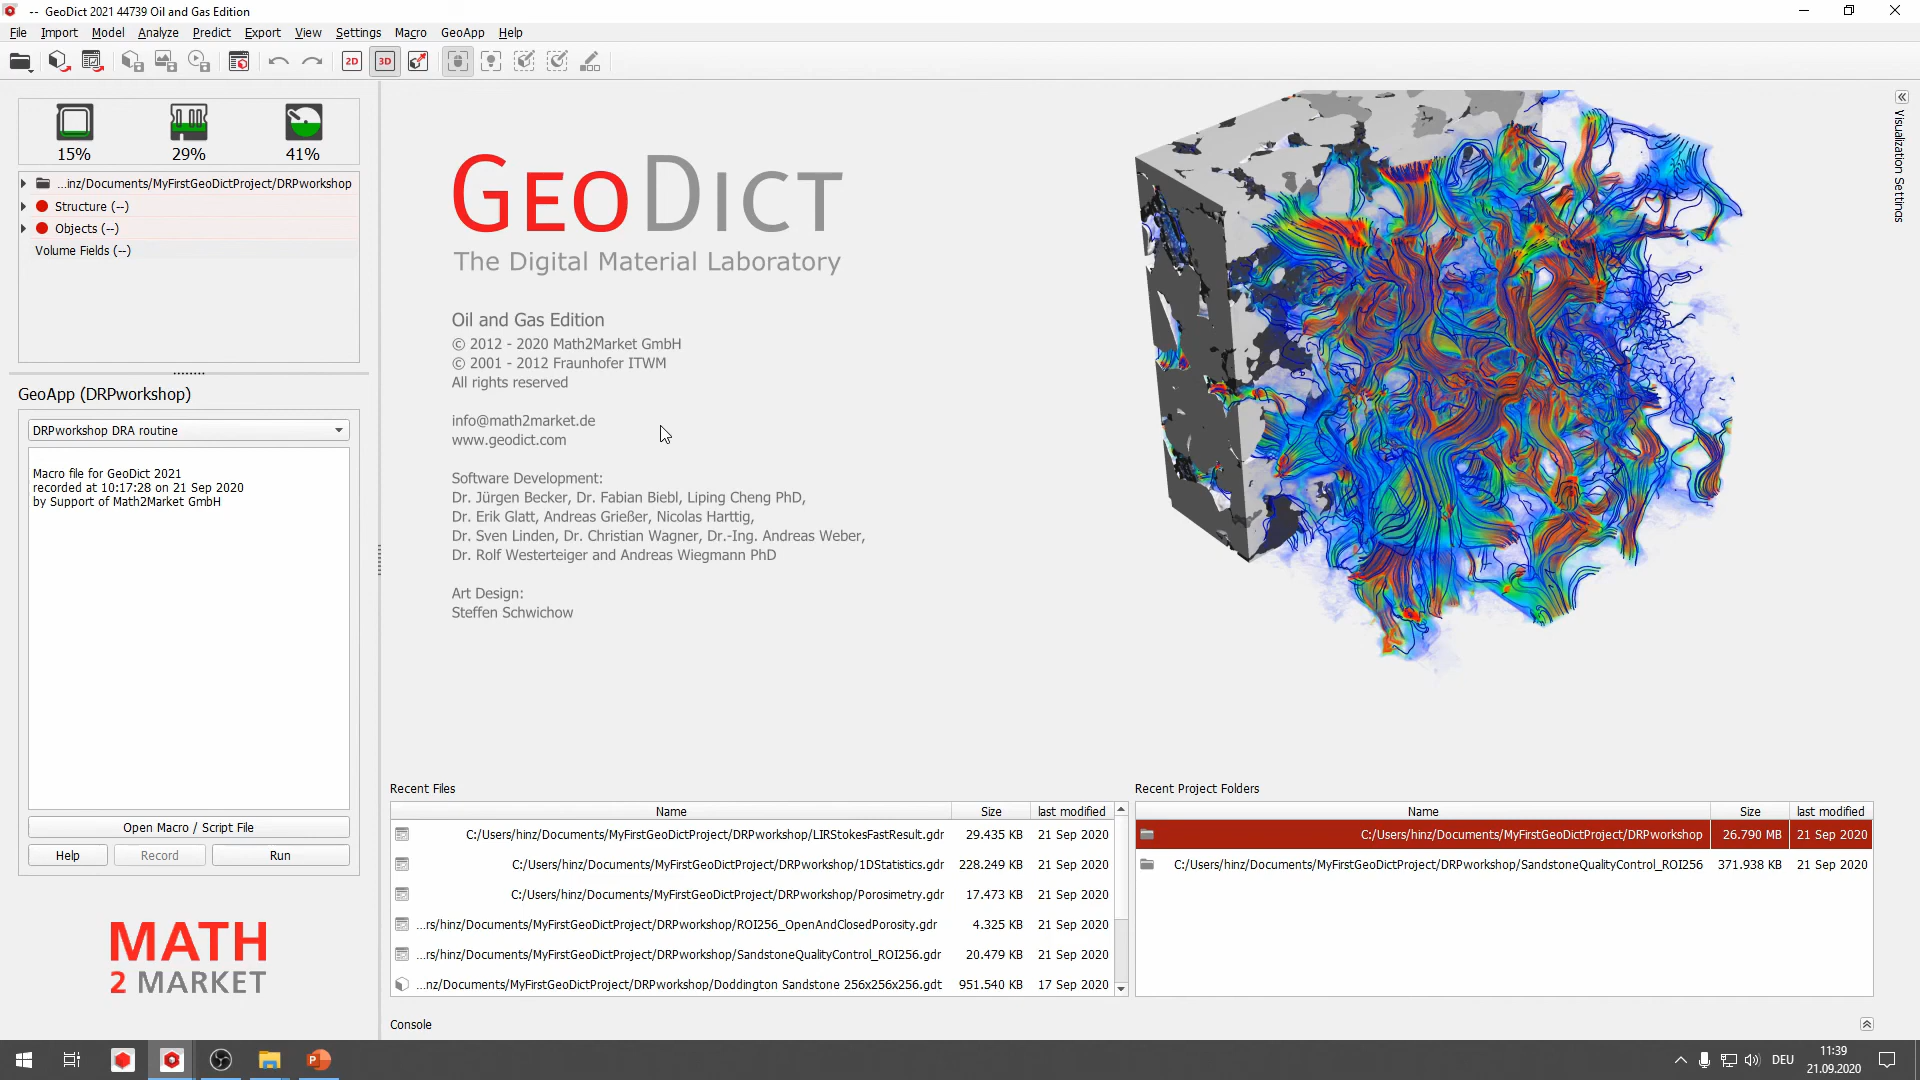 -- GeoDict 2021 44739 Oil and Gas Edition
File Import Model Analyze Predict Export View Settings Macro GeoApp Help
2D 3D
15% 29% 41%
...inz/Documents/MyFirstGeoDictProject/DRPworkshop
Structure (--)
Objects (--)
Volume Fields (--)
GeoApp (DRPworkshop)
DRPworkshop DRA routine
Macro file for GeoDict 2021
recorded at 10:17:28 on 21 Sep 2020
by Support of Math2Market GmbH
Open Macro / Script File
Help Record Run
MATH
2 MARKET
GEODICT
The Digital Material Laboratory
Oil and Gas Edition
© 2012 - 2020 Math2Market GmbH
© 2001 - 2012 Fraunhofer ITWM
All rights reserved
info@math2market.de
www.geodict.com
Software Development:
Dr. Jürgen Becker, Dr. Fabian Biebl, Liping Cheng PhD,
Dr. Erik Glatt, Andreas Grießer, Nicolas Harttig,
Dr. Sven Linden, Dr. Christian Wagner, Dr.-Ing. Andreas Weber,
Dr. Rolf Westerteiger and Andreas Wiegmann PhD
Art Design:
Steffen Schwichow
Visualization Settings
Recent Files
Name Size last modified
C:/Users/hinz/Documents/MyFirstGeoDictProject/DRPworkshop/LIRStokesFastResult.gdr 29.435 KB 21 Sep 2020
C:/Users/hinz/Documents/MyFirstGeoDictProject/DRPworkshop/1DStatistics.gdr 228.249 KB 21 Sep 2020
C:/Users/hinz/Documents/MyFirstGeoDictProject/DRPworkshop/Porosimetry.gdr 17.473 KB 21 Sep 2020
...rs/hinz/Documents/MyFirstGeoDictProject/DRPworkshop/ROI256_OpenAndClosedPorosity.gdr 4.325 KB 21 Sep 2020
...rs/hinz/Documents/MyFirstGeoDictProject/DRPworkshop/SandstoneQualityControl_ROI256.gdr 20.479 KB 21 Sep 2020
...nz/Documents/MyFirstGeoDictProject/DRPworkshop/Doddington Sandstone 256x256x256.gdt 951.540 KB 17 Sep 2020
Recent Project Folders
Name Size last modified
C:/Users/hinz/Documents/MyFirstGeoDictProject/DRPworkshop 26.790 MB 21 Sep 2020
C:/Users/hinz/Documents/MyFirstGeoDictProject/DRPworkshop/SandstoneQualityControl_ROI256 371.938 KB 21 Sep 2020
Console
DEU
11:39
21.09.2020